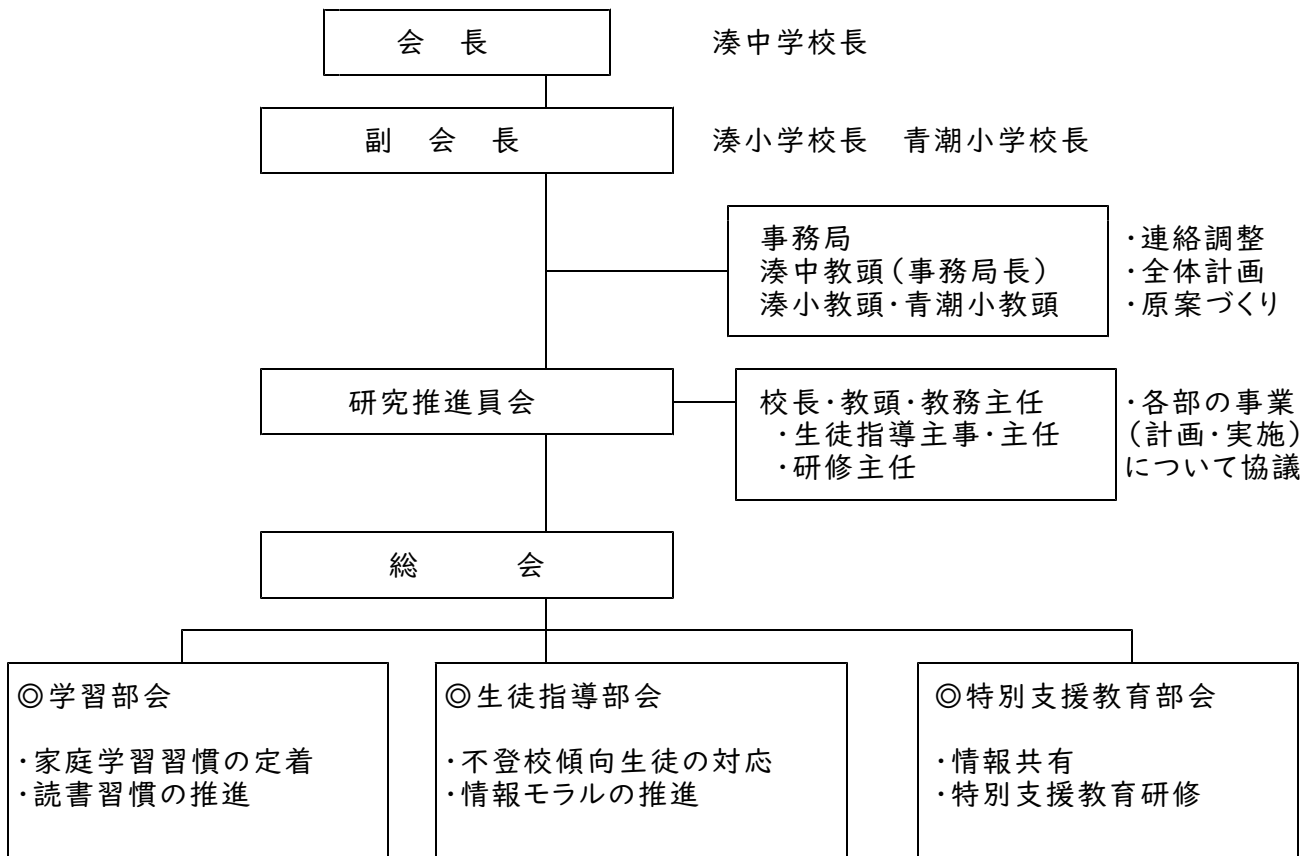 会 長　湊中学校長
副 会 長　湊小学校長　青潮小学校長
事務局
湊中教頭(事務局長)
湊小教頭・青潮小教頭
・連絡調整
・全体計画
・原案づくり
研究推進員会
校長・教頭・教務主任
・生徒指導主事・主任
・研修主任
・各部の事業
(計画・実施)
について協議
総 会
◎学習部会
・家庭学習習慣の定着
・読書習慣の推進
◎生徒指導部会
・不登校傾向生徒の対応
・情報モラルの推進
◎特別支援教育部会
・情報共有
・特別支援教育研修